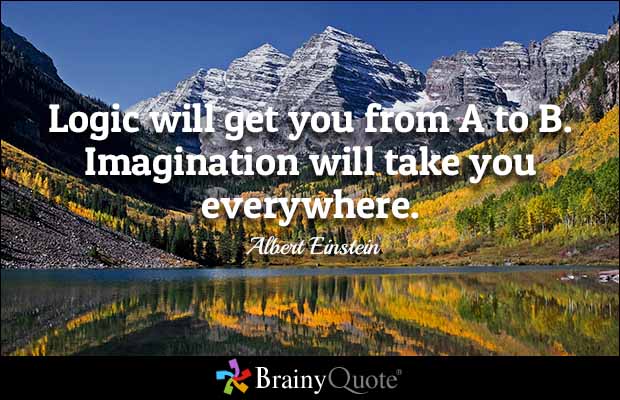 Logic will get you from A to B.
Imagination will take you
everywhere.
Albert Einstein
BrainyQuote®